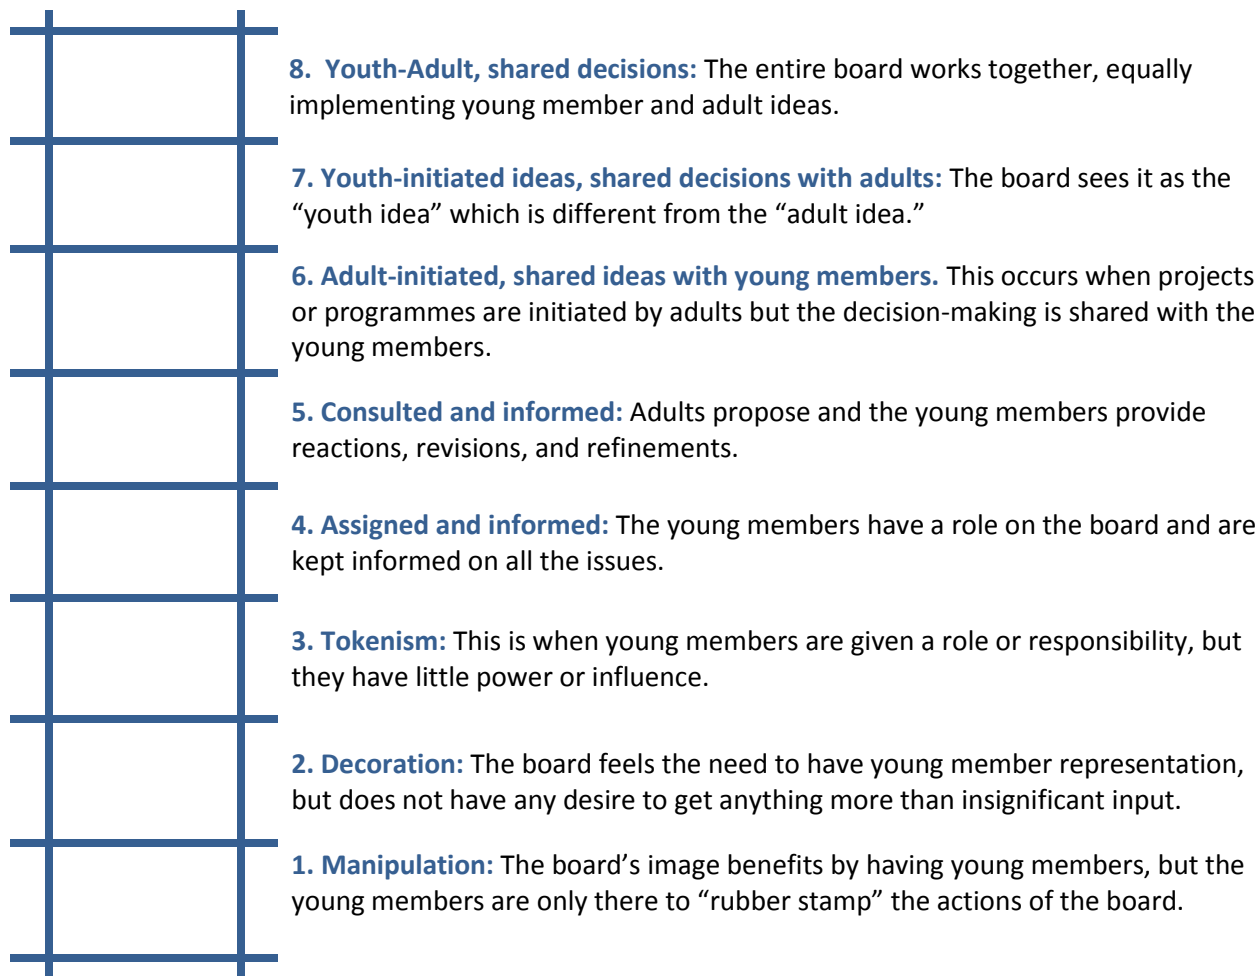 8.  Youth-Adult, shared decisions: The entire board works together, equally
implementing young member and adult ideas.
7. Youth-initiated ideas, shared decisions with adults: The board sees it as the
“youth idea” which is different from the “adult idea.”
6. Adult-initiated, shared ideas with young members. This occurs when projects
or programmes are initiated by adults but the decision-making is shared with the
young members.
5. Consulted and informed: Adults propose and the young members provide
reactions, revisions, and refinements.
4. Assigned and informed: The young members have a role on the board and are
kept informed on all the issues.
3. Tokenism: This is when young members are given a role or responsibility, but
they have little power or influence.
2. Decoration: The board feels the need to have young member representation,
but does not have any desire to get anything more than insignificant input.
1. Manipulation: The board’s image benefits by having young members, but the
young members are only there to “rubber stamp” the actions of the board.